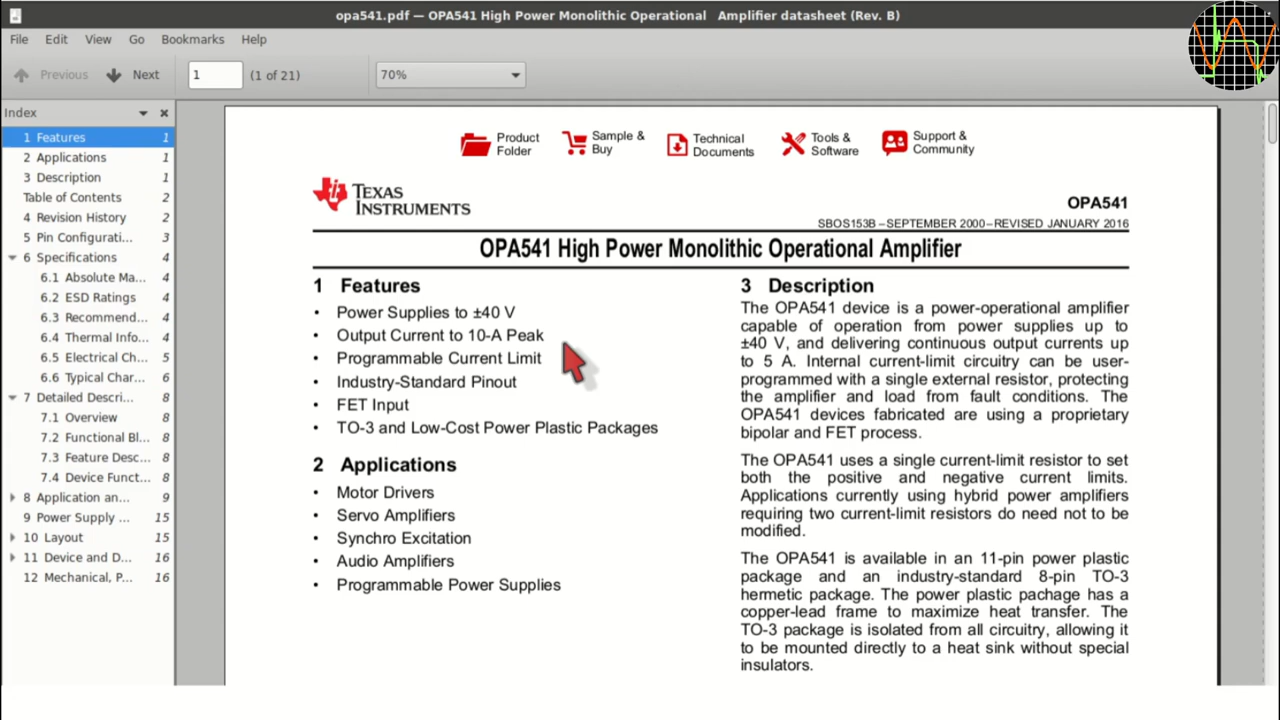 opa541.pdf — OPA541 High Power Monolithic Operational   Amplifier datasheet (Rev. B)
File Edit View Go Bookmarks Help
Previous Next 1 (1 of 21) 70%
Index
1 Features 1
2 Applications 1
3 Description 1
Table of Contents 2
4 Revision History 2
5 Pin Configurati... 3
6 Specifications 4
6.1 Absolute Ma... 4
6.2 ESD Ratings 4
6.3 Recommend... 4
6.4 Thermal Info... 4
6.5 Electrical Ch... 5
6.6 Typical Char... 6
7 Detailed Descri... 8
7.1 Overview 8
7.2 Functional Bl... 8
7.3 Feature Desc... 8
7.4 Device Funct... 8
8 Application an... 9
9 Power Supply ... 15
10 Layout 15
11 Device and D... 16
12 Mechanical, P... 16
Product
Folder
Sample &
Buy
Technical
Documents
Tools &
Software
Support &
Community
TEXAS
INSTRUMENTS
OPA541
SBOS153B –SEPTEMBER 2000–REVISED JANUARY 2016
OPA541 High Power Monolithic Operational Amplifier
1 Features
• Power Supplies to ±40 V
• Output Current to 10-A Peak
• Programmable Current Limit
• Industry-Standard Pinout
• FET Input
• TO-3 and Low-Cost Power Plastic Packages
2 Applications
• Motor Drivers
• Servo Amplifiers
• Synchro Excitation
• Audio Amplifiers
• Programmable Power Supplies
3 Description
The OPA541 device is a power-operational amplifier
capable of operation from power supplies up to
±40 V, and delivering continuous output currents up
to 5 A. Internal current-limit circuitry can be user-
programmed with a single external resistor, protecting
the amplifier and load from fault conditions. The
OPA541 devices fabricated are using a proprietary
bipolar and FET process.
The OPA541 uses a single current-limit resistor to set
both the positive and negative current limits.
Applications currently using hybrid power amplifiers
requiring two current-limit resistors do need not to be
modified.
The OPA541 is available in an 11-pin power plastic
package and an industry-standard 8-pin TO-3
hermetic package. The power plastic pachage has a
copper-lead frame to maximize heat transfer. The
TO-3 package is isolated from all circuitry, allowing it
to be mounted directly to a heat sink without special
insulators.